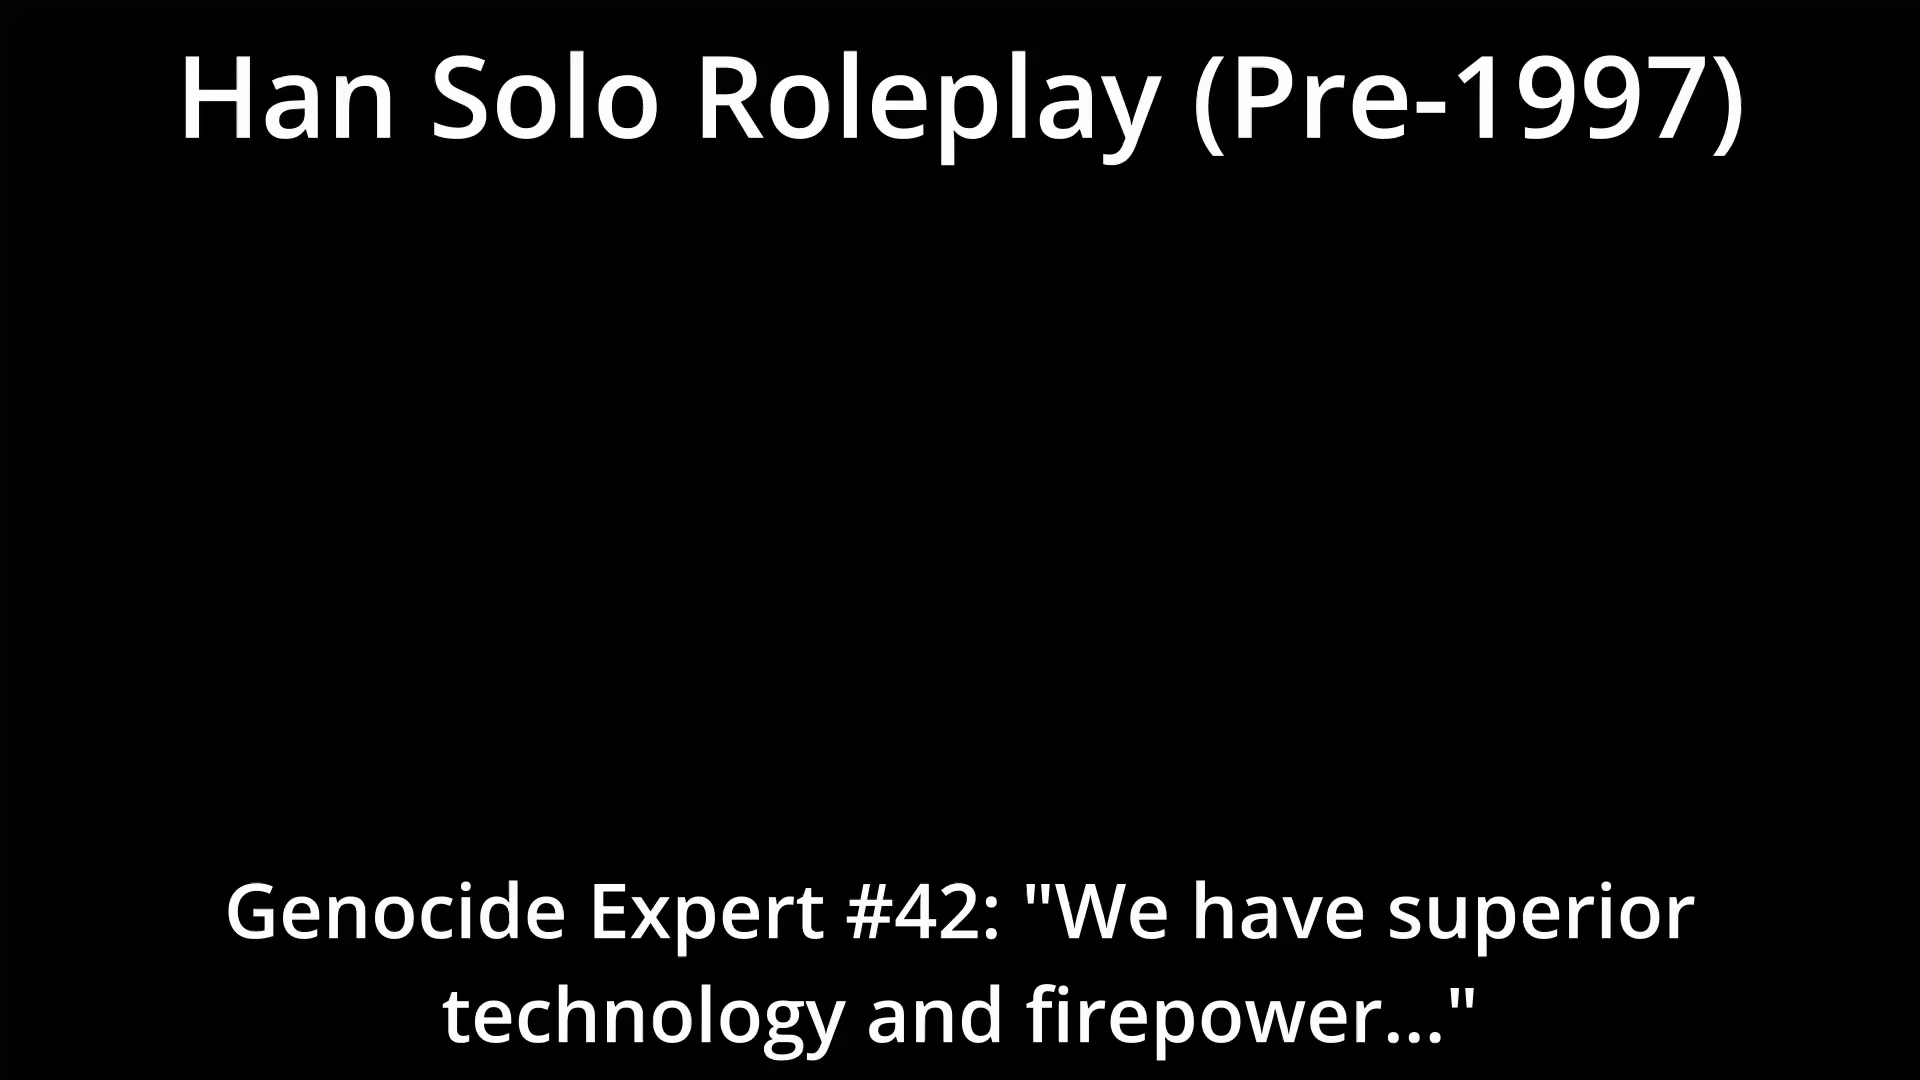 Han Solo Roleplay (Pre-1997)
Genocide Expert #42: "We have superior
technology and firepower..."